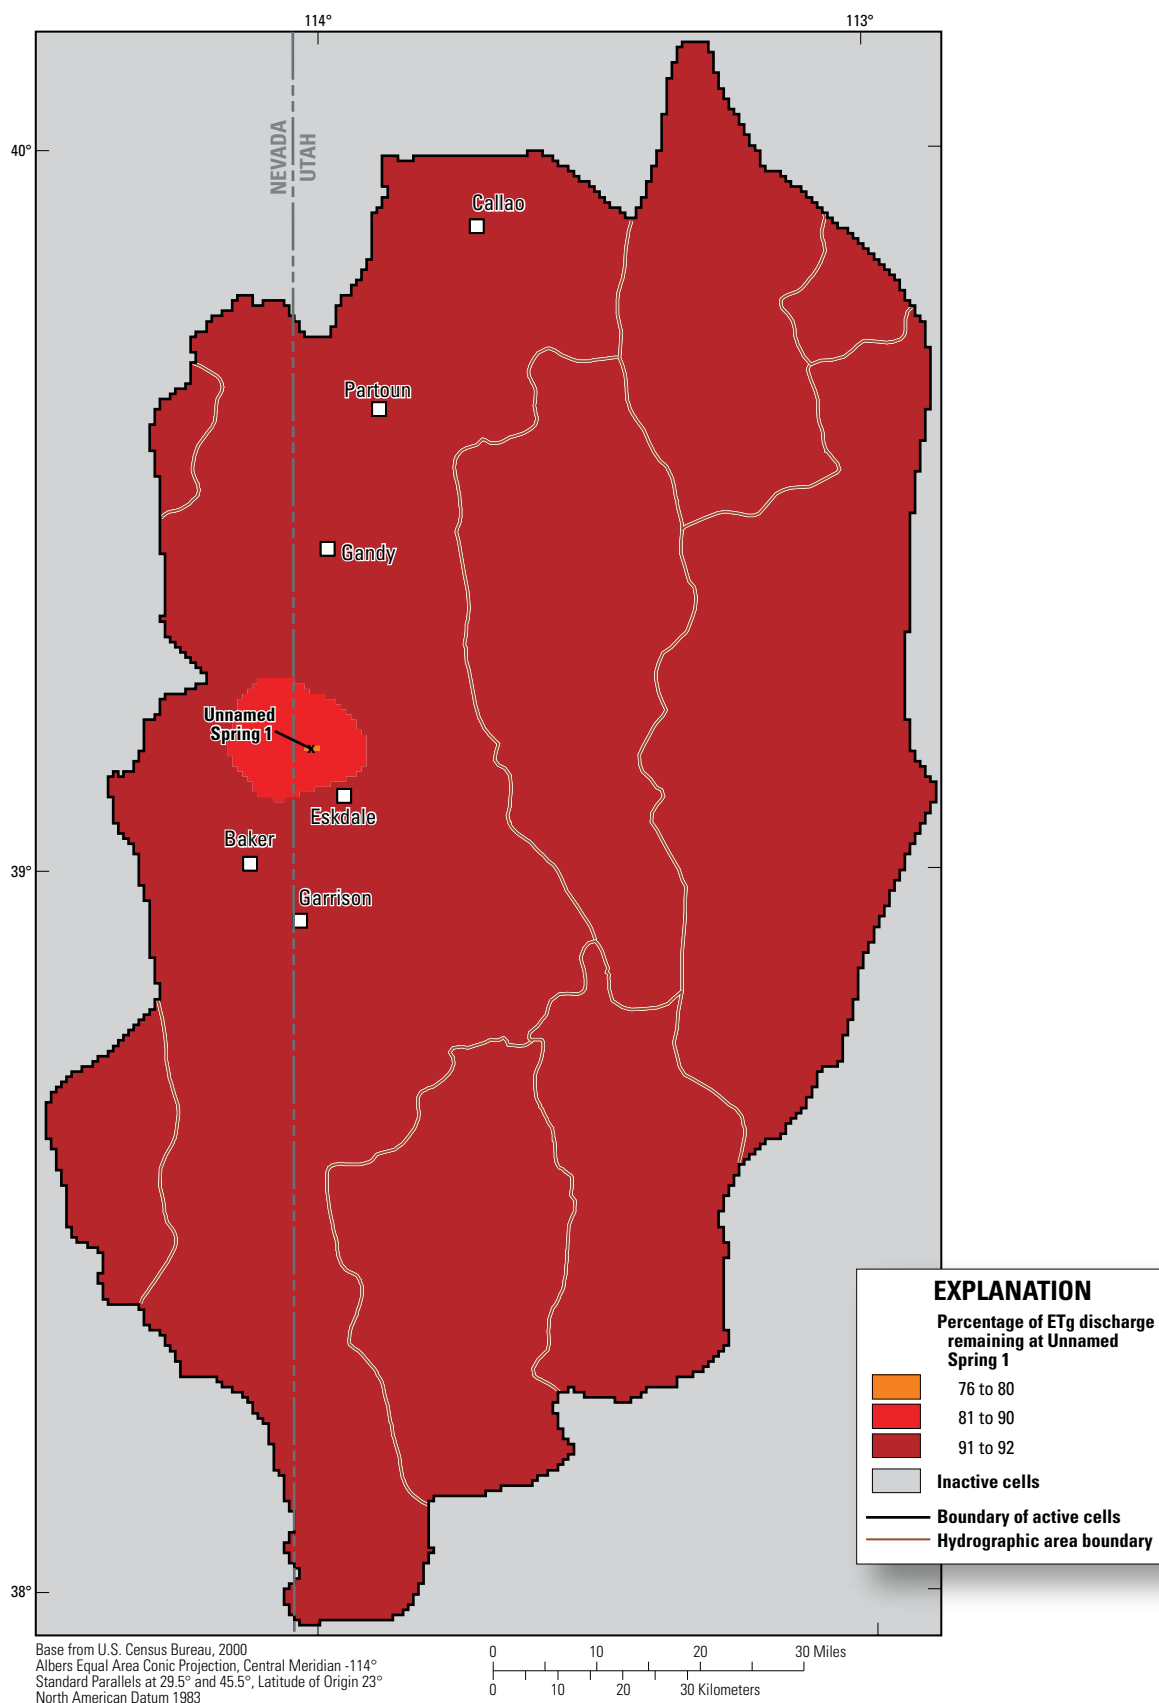 114°
113°
40°
NEVADA
UTAH
Callao
Partoun
Gandy
Unnamed
Spring 1
x
Eskdale
Baker
39°
Garrison
EXPLANATION
Percentage of ETg discharge
remaining at Unnamed
Spring 1
76 to 80
81 to 90
91 to 92
Inactive cells
Boundary of active cells
Hydrographic area boundary
38°
Base from U.S. Census Bureau, 2000
Albers Equal Area Conic Projection, Central Meridian -114°
Standard Parallels at 29.5° and 45.5°, Latitude of Origin 23°
North American Datum 1983
0 10 20 30 Miles
0 10 20 30 Kilometers